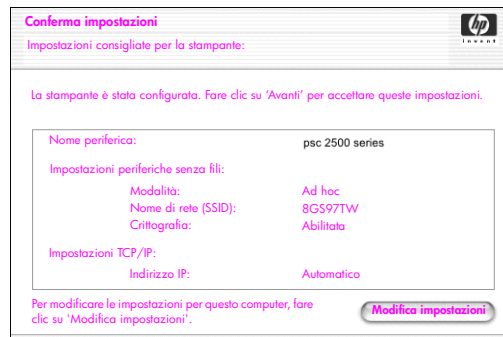 Conferma impostazioni
Impostazioni consigliate per la stampante:
hp
invent
La stampante è stata configurata. Fare clic su 'Avanti' per accettare queste impostazioni.
Nome periferica: psc 2500 series
Impostazioni periferiche senza fili:
Modalità: Ad hoc
Nome di rete (SSID): 8GS97TW
Crittografia: Abilitata
Impostazioni TCP/IP:
Indirizzo IP: Automatico
Per modificare le impostazioni per questo computer, fare
clic su 'Modifica impostazioni'.
Modifica impostazioni